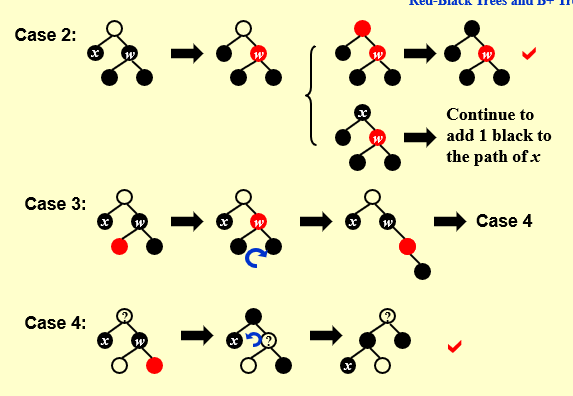 Red-Black Trees and B+ Tr
Case 2:
x w
w
w
w
x
w
Continue to
add 1 black to
the path of x
Case 3:
x w
x w
x w
Case 4
Case 4:
?
x w
x ?
?
x